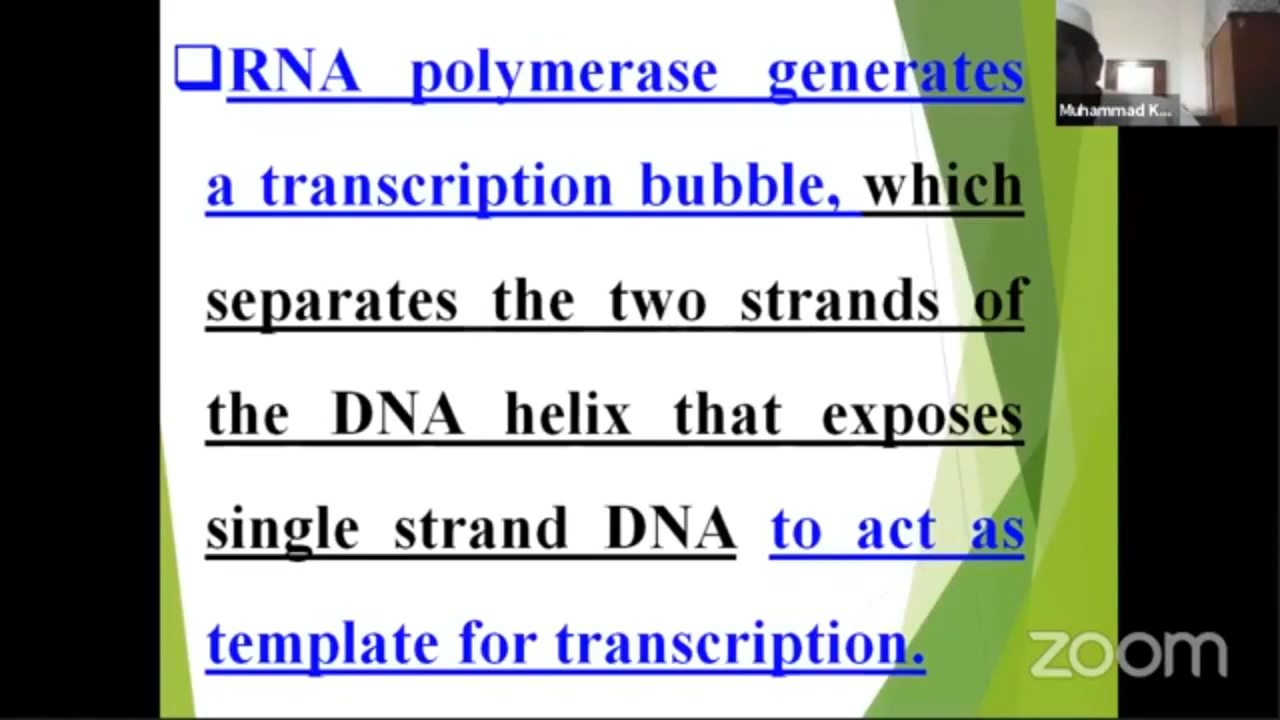 ❑RNA polymerase generates
a transcription bubble, which
separates the two strands of
the DNA helix that exposes
single strand DNA to act as
template for transcription.
Muhammad K...
zoom